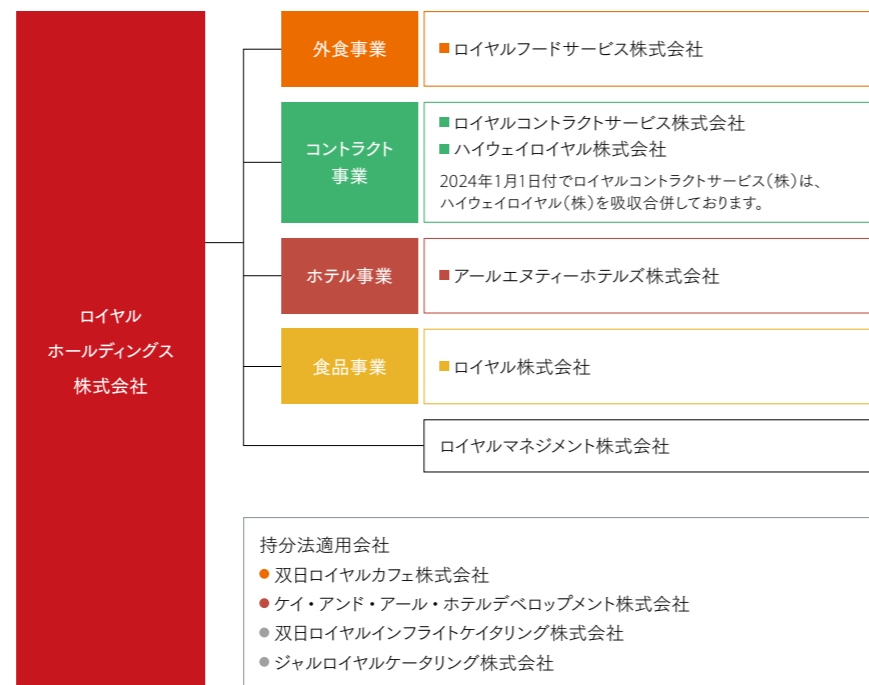 ロイヤル
ホールディングス
株式会社
外食事業
■ロイヤルフードサービス株式会社
コントラクト
事業
■ロイヤルコントラクトサービス株式会社
■ハイウェイロイヤル株式会社
2024年1月1日付でロイヤルコントラクトサービス（株）は、
ハイウェイロイヤル（株）を吸収合併しております。
ホテル事業
■アールエヌティーホテルズ株式会社
食品事業
■ロイヤル株式会社
ロイヤルマネジメント株式会社
持分法適用会社
●双日ロイヤルカフェ株式会社
●ケイ・アンド・アール・ホテルデベロップメント株式会社
●双日ロイヤルインフライトケイタリング株式会社
●ジャルロイヤルケータリング株式会社